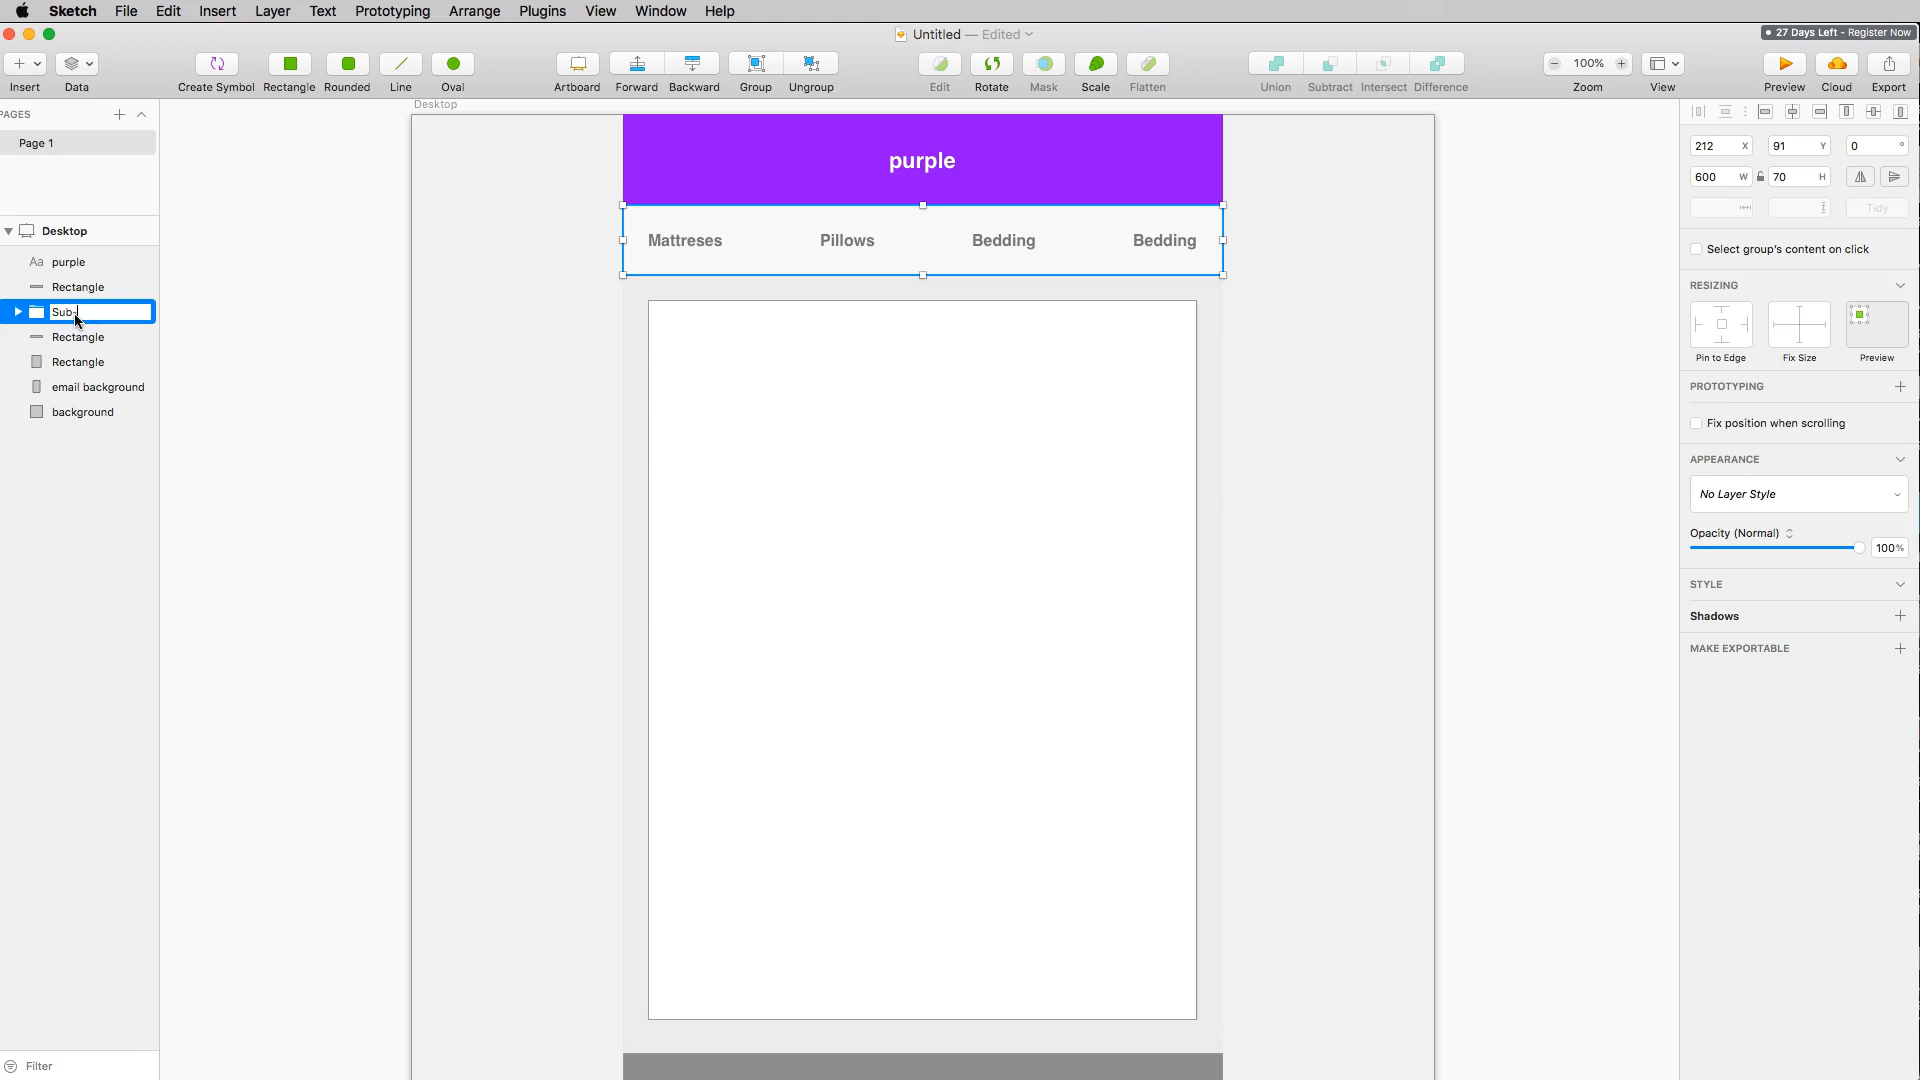 Sketch File Edit Insert Layer Text Prototyping Arrange Plugins View Window Help
Untitled — Edited
27 Days Left - Register Now
Insert Data Create Symbol Rectangle Rounded Line Oval Artboard Forward Backward Group Ungroup Edit Rotate Mask Scale Flatten Union Subtract Intersect Difference 100% Zoom View Preview Cloud Export
PAGES
Page 1
Desktop
Aa purple
Rectangle
Sub-
Rectangle
Rectangle
email background
background
Filter
Desktop
purple
Mattreses Pillows Bedding Bedding
212 X 91 Y 0 °
600 W 70 H
Tidy
Select group's content on click
RESIZING
Pin to Edge Fix Size Preview
PROTOTYPING
Fix position when scrolling
APPEARANCE
No Layer Style
Opacity (Normal)
100%
STYLE
Shadows
MAKE EXPORTABLE